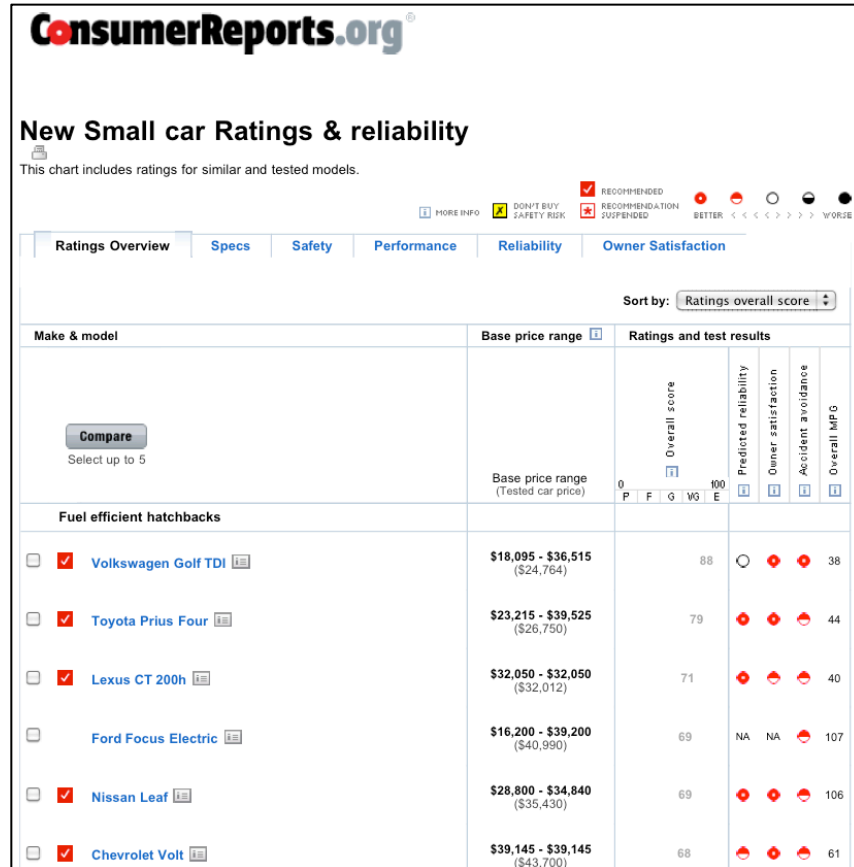 ConsumerReports.org®
New Small car Ratings & reliability
This chart includes ratings for similar and tested models.
MORE INFO
DON'T BUY
SAFETY RISK
RECOMMENDED
RECOMMENDATION
SUSPENDED
BETTER < < < < > > > > WORSE
Ratings Overview Specs Safety Performance Reliability Owner Satisfaction
Sort by: Ratings overall score
Make & model Base price range Ratings and test results
Compare
Select up to 5
Base price range
(Tested car price)
Overall score
0 100
P F G VG E
Predicted reliability
Owner satisfaction
Accident avoidance
Overall MPG
Fuel efficient hatchbacks
Volkswagen Golf TDI $18,095 - $36,515 88 38
($24,764)
Toyota Prius Four $23,215 - $39,525 79 44
($26,750)
Lexus CT 200h $32,050 - $32,050 71 40
($32,012)
Ford Focus Electric $16,200 - $39,200 69 NA NA 107
($40,990)
Nissan Leaf $28,800 - $34,840 69 106
($35,430)
Chevrolet Volt $39,145 - $39,145 68 61
($43,700)